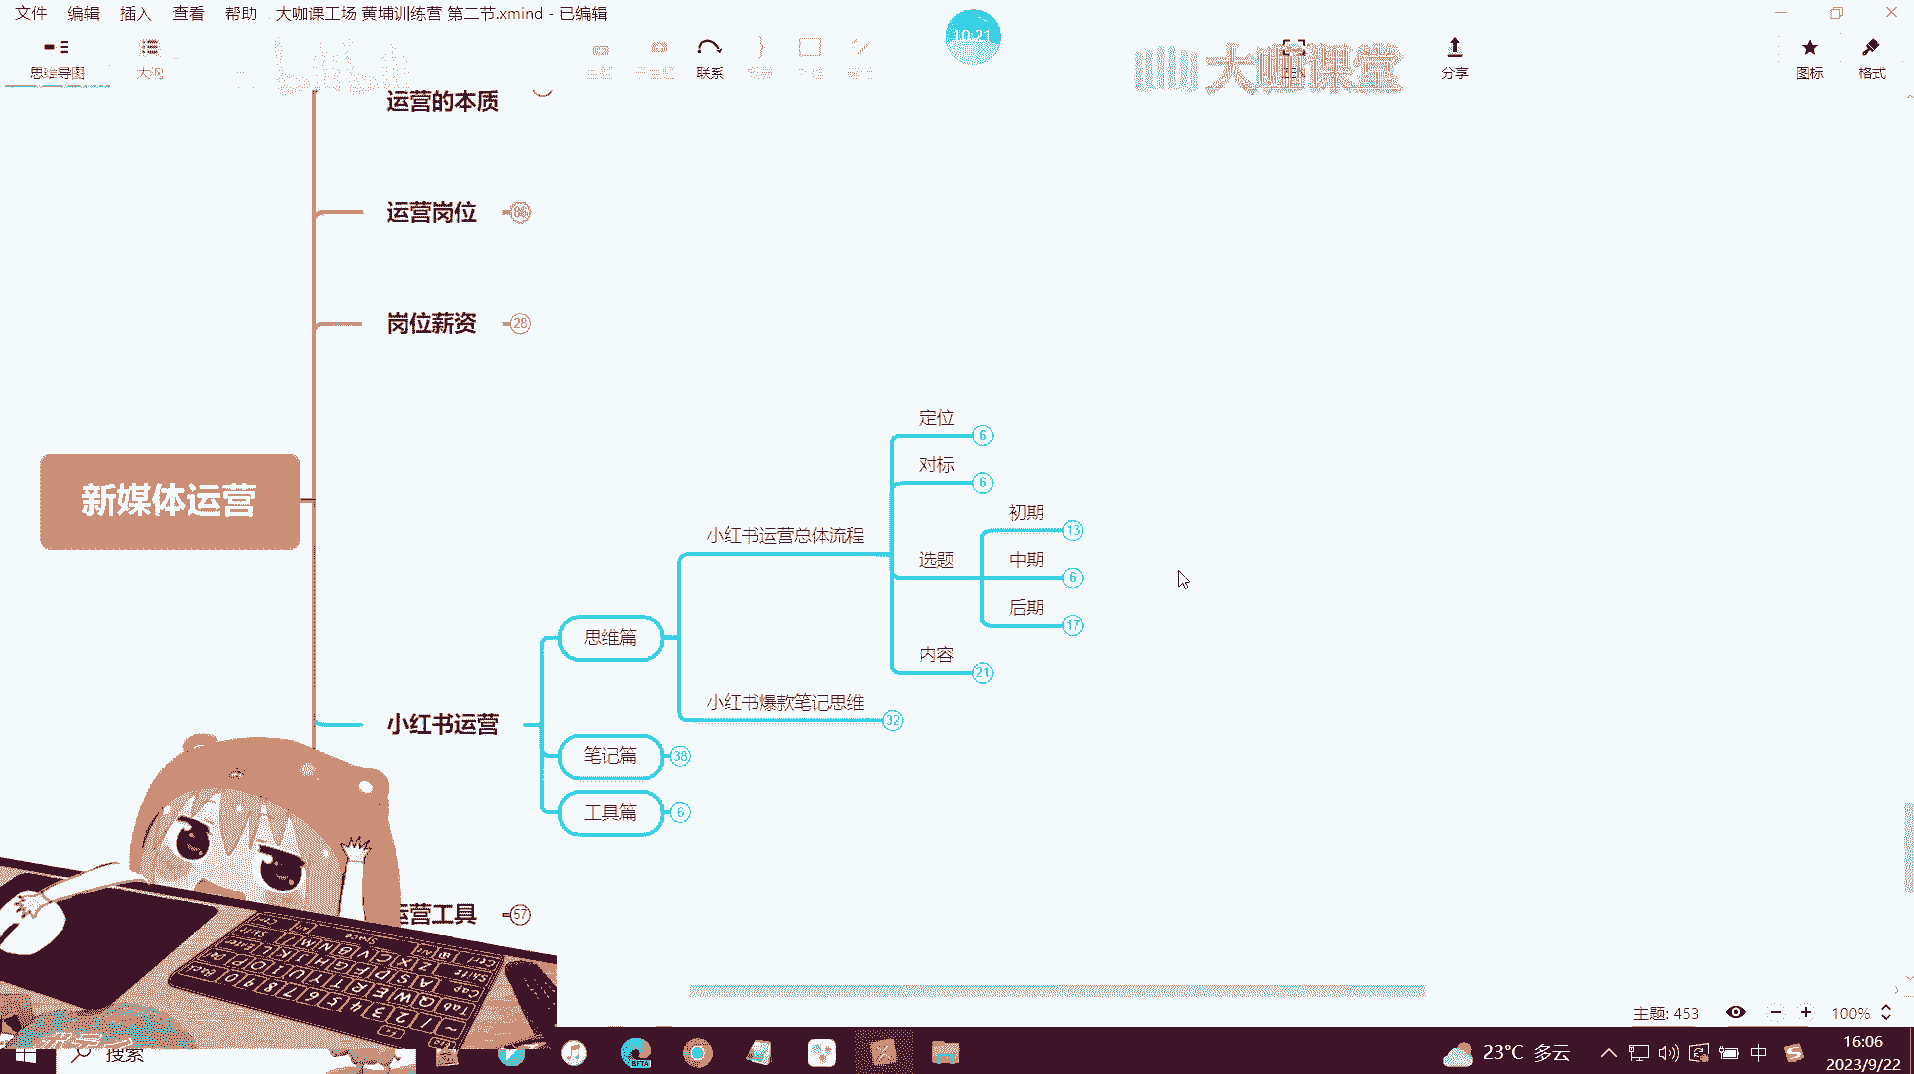 文件 编辑 插入 查看 帮助 大咖课工场 黄埔训练营 第二节.xmind - 已编辑
10:21
思维导图 大纲 联系 分享 图标 格式
大咖课堂
运营的本质
运营岗位 86
岗位薪资 28
定位 6
对标 6
初期 13
小红书运营总体流程
选题 中期 6
新媒体运营
后期 17
思维篇
内容 21
小红书爆款笔记思维 32
小红书运营
笔记篇 38
工具篇 6
运营工具 57
主题: 453 100%
搜索
BETA
23°C 多云 中 16:06
2023/9/22